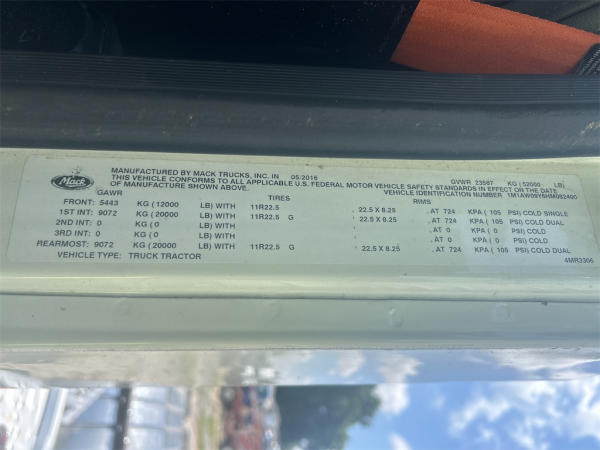 Mack
MANUFACTURED BY MACK TRUCKS, INC. IN 05/2016 GVWR 23587 KG ( 52000 LB)
THIS VEHICLE CONFORMS TO ALL APPLICABLE U.S. FEDERAL MOTOR VEHICLE SAFETY STANDARDS IN EFFECT ON THE DATE
OF MANUFACTURE SHOWN ABOVE. VEHICLE IDENTIFICATION NUMBER 1M1AW09Y6HM082400
GAWR TIRES RIMS
FRONT: 5443 KG ( 12000 LB) WITH 11R22.5 , 22.5 X 8.25 , AT 724 KPA ( 105 PSI) COLD SINGLE
1ST INT: 9072 KG ( 20000 LB) WITH 11R22.5 G , 22.5 X 8.25 , AT 724 KPA ( 105 PSI) COLD DUAL
2ND INT: 0 KG ( 0 LB) WITH , , AT 0 KPA ( 0 PSI) COLD
3RD INT: 0 KG ( 0 LB) WITH , , AT 0 KPA ( 0 PSI) COLD
REARMOST: 9072 KG ( 20000 LB) WITH 11R22.5 G , 22.5 X 8.25 , AT 724 KPA ( 105 PSI) COLD DUAL
VEHICLE TYPE: TRUCK TRACTOR 4MR3306